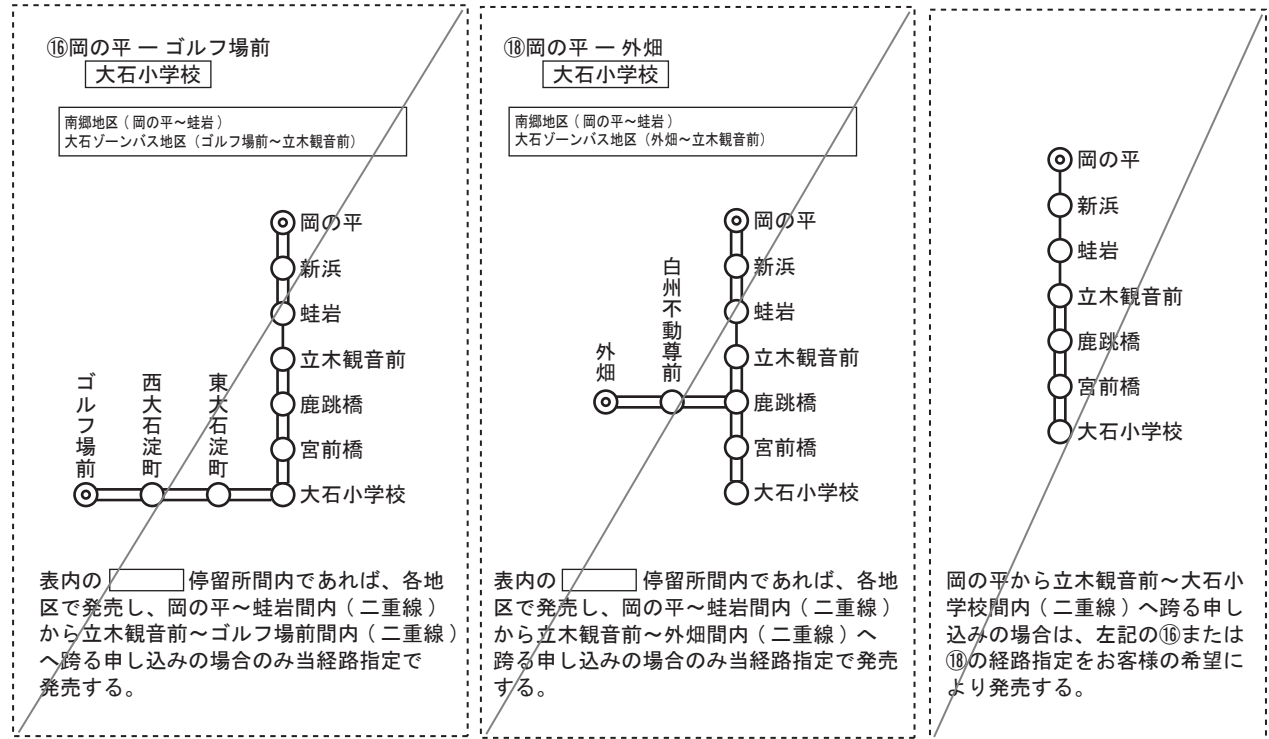 ⑯岡の平 ー ゴルフ場前
大石小学校
南郷地区(岡の平~蛙岩)
大石ゾーンバス地区(ゴルフ場前~立木観音前)
岡の平
新浜
蛙岩
立木観音前
鹿跳橋
宮前橋
大石小学校
東大石淀町
西大石淀町
ゴルフ場前
表内の 停留所間内であれば、各地
区で発売し、岡の平~蛙岩間内(二重線)
から立木観音前~ゴルフ場前間内(二重線)
へ跨る申し込みの場合のみ当経路指定で
発売する。
⑱岡の平 ー 外畑
大石小学校
南郷地区(岡の平~蛙岩)
大石ゾーンバス地区(外畑~立木観音前)
岡の平
新浜
蛙岩
立木観音前
鹿跳橋
宮前橋
大石小学校
白州不動尊前
外畑
表内の 停留所間内であれば、各地
区で発売し、岡の平~蛙岩間内(二重線)
から立木観音前~外畑間内(二重線)へ
跨る申し込みの場合のみ当経路指定で発売
する。
岡の平
新浜
蛙岩
立木観音前
鹿跳橋
宮前橋
大石小学校
岡の平から立木観音前~大石小
学校間内(二重線)へ跨る申し
込みの場合は、左記の⑯または
⑱の経路指定をお客様の希望に
より発売する。